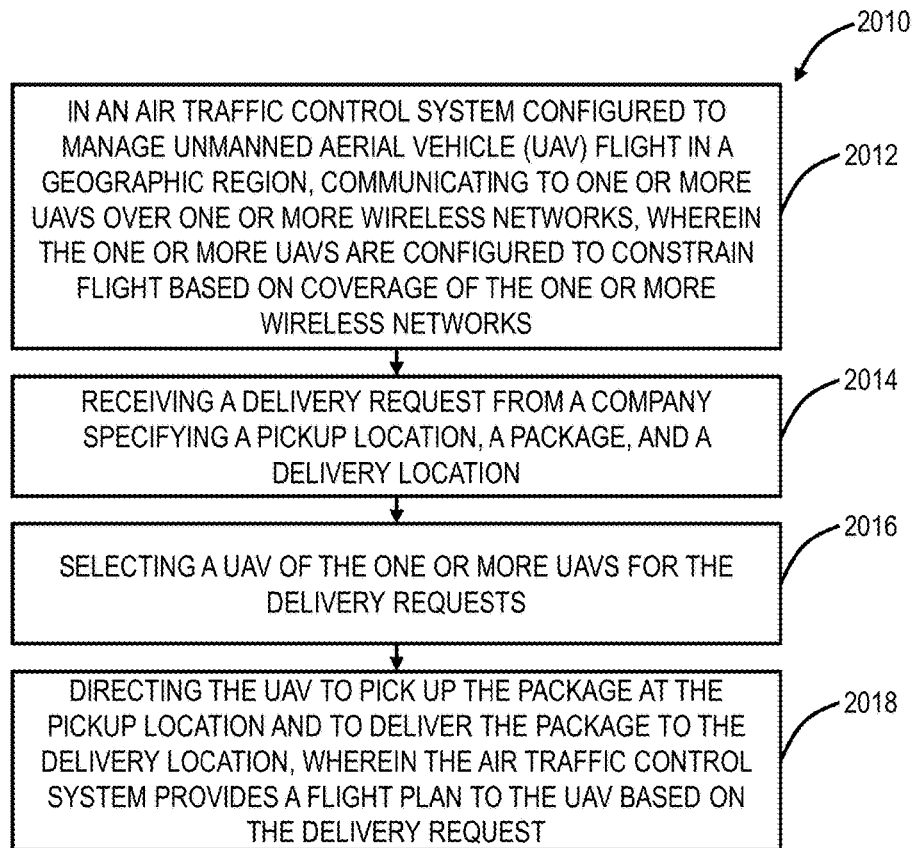 2010
IN AN AIR TRAFFIC CONTROL SYSTEM CONFIGURED TO
MANAGE UNMANNED AERIAL VEHICLE (UAV) FLIGHT IN A
GEOGRAPHIC REGION, COMMUNICATING TO ONE OR MORE
UAVS OVER ONE OR MORE WIRELESS NETWORKS, WHEREIN
THE ONE OR MORE UAVS ARE CONFIGURED TO CONSTRAIN
FLIGHT BASED ON COVERAGE OF THE ONE OR MORE
WIRELESS NETWORKS
2012
RECEIVING A DELIVERY REQUEST FROM A COMPANY
SPECIFYING A PICKUP LOCATION, A PACKAGE, AND A
DELIVERY LOCATION
2014
SELECTING A UAV OF THE ONE OR MORE UAVS FOR THE
DELIVERY REQUESTS
2016
DIRECTING THE UAV TO PICK UP THE PACKAGE AT THE
PICKUP LOCATION AND TO DELIVER THE PACKAGE TO THE
DELIVERY LOCATION, WHEREIN THE AIR TRAFFIC CONTROL
SYSTEM PROVIDES A FLIGHT PLAN TO THE UAV BASED ON
THE DELIVERY REQUEST
2018